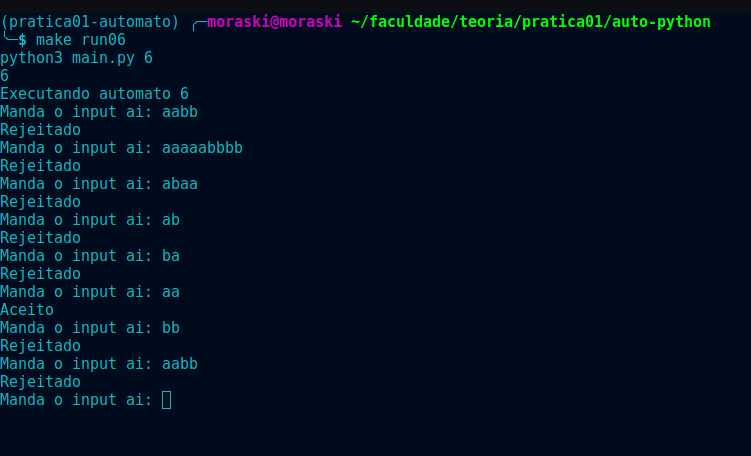 (pratica01-automato) ╭─moraski@moraski ~/faculdade/teoria/pratica01/auto-python
╰─$ make run06
python3 main.py 6
6
Executando automato 6
Manda o input ai: aabb
Rejeitado
Manda o input ai: aaaaabbbb
Rejeitado
Manda o input ai: abaa
Rejeitado
Manda o input ai: ab
Rejeitado
Manda o input ai: ba
Rejeitado
Manda o input ai: aa
Aceito
Manda o input ai: bb
Rejeitado
Manda o input ai: aabb
Rejeitado
Manda o input ai: